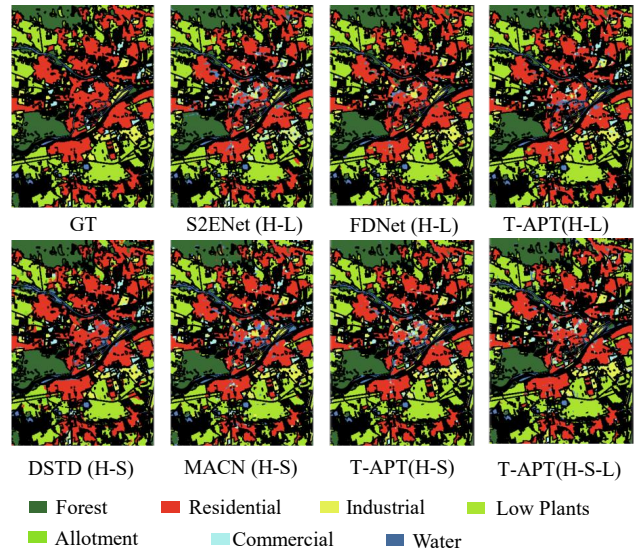 GT S2ENet (H-L) FDNet (H-L) T-APT(H-L)
DSTD (H-S) MACN (H-S) T-APT(H-S) T-APT(H-S-L)
Forest Residential Industrial Low Plants
Allotment Commercial Water